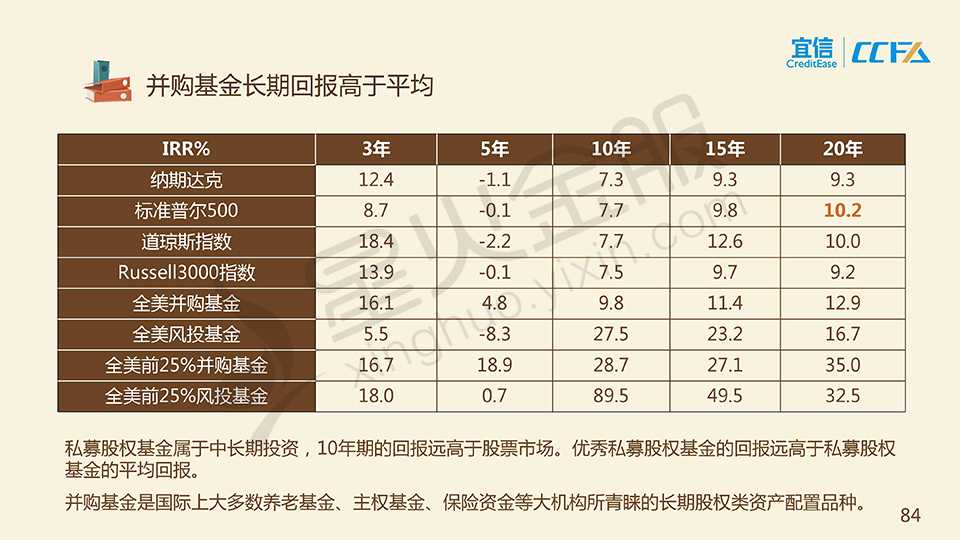 宜信
CreditEase
CCFA
并购基金长期回报高于平均
IRR% 3年 5年 10年 15年 20年
纳期达克 12.4 -1.1 7.3 9.3 9.3
标准普尔500 8.7 -0.1 7.7 9.8 10.2
道琼斯指数 18.4 -2.2 7.7 12.6 10.0
Russell3000指数 13.9 -0.1 7.5 9.7 9.2
全美并购基金 16.1 4.8 9.8 11.4 12.9
全美风投基金 5.5 -8.3 27.5 23.2 16.7
全美前25%并购基金 16.7 18.9 28.7 27.1 35.0
全美前25%风投基金 18.0 0.7 89.5 49.5 32.5
星火金服
xinghuo.yixin.com
私募股权基金属于中长期投资，10年期的回报远高于股票市场。优秀私募股权基金的回报远高于私募股权
基金的平均回报。
并购基金是国际上大多数养老基金、主权基金、保险资金等大机构所青睐的长期股权类资产配置品种。
84